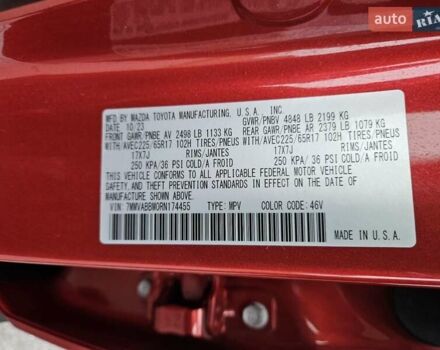 AUTO RIA
MFD. BY MAZDA TOYOTA MANUFACTURING, U.S.A. INC
DATE 10/23 GVWR/PNBV 4848 LB 2199 KG
FRONT GAWR/PNBE AV 2498 LB 1133 KG REAR GAWR/PNBE AR 2379 LB 1079 KG
WITH/AVEC225/65R17 102H TIRES/PNEUS WITH/AVEC225/65R17 102H TIRES/PNEUS
17X7J RIMS/JANTES 17X7J RIMS/JANTES
250 KPA/36 PSI COLD/A FROID 250 KPA/36 PSI COLD/A FROID
THIS VEHICLE CONFORMS TO ALL APPLICABLE FEDERAL MOTOR VEHICLE
SAFETY, AND THEFT PREVENTION STANDARDS IN EFFECT ON THE DATE OF
MANUFACTURE SHOWN ABOVE.
VIN: 7MMVABBM0RN174455 TYPE: MPV COLOR CODE: 46V
MADE IN U.S.A.